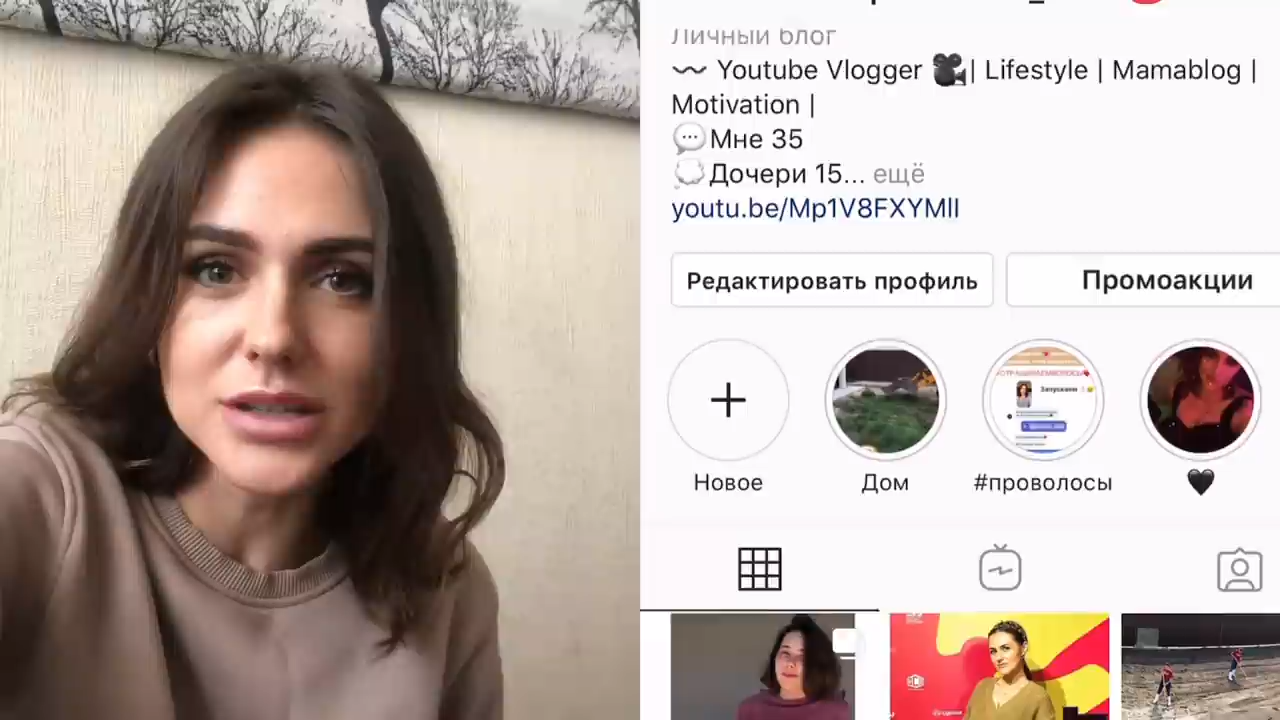 Личный блог
Youtube Vlogger 🎥| Lifestyle | Mamablog |
Motivation |
💬Мне 35
💭Дочери 15... ещё
youtu.be/Mp1V8FXYMlI
Редактировать профиль
Промоакции
Новое
Дом
#проволосы
🖤